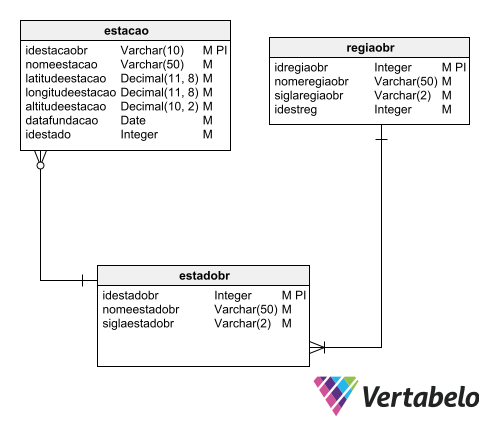 estacao
idestacaobr Varchar(10) M PI
nomeestacao Varchar(50) M
latitudeestacao Decimal(11, 8) M
longitudeestacao Decimal(11, 8) M
altitudeestacao Decimal(10, 2) M
datafundacao Date M
idestado Integer M
regiaobr
idregiaobr Integer M PI
nomeregiaobr Varchar(50) M
siglaregiaobr Varchar(2) M
idestreg Integer M
estadobr
idestadobr Integer M PI
nomeestadobr Varchar(50) M
siglaestadobr Varchar(2) M
Vertabelo